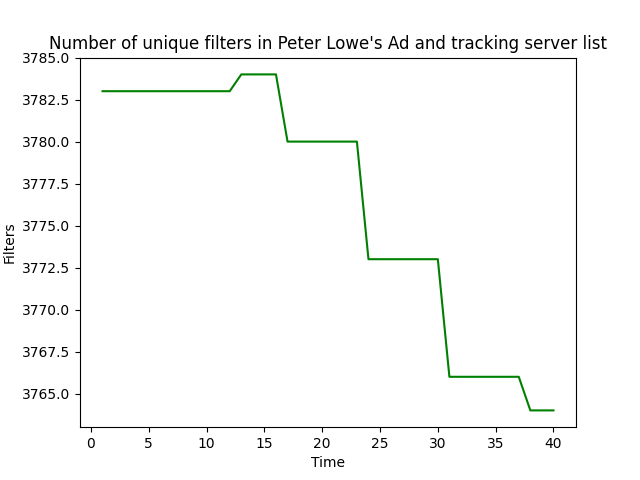 Number of unique filters in Peter Lowe's Ad and tracking server list
3785.0
3782.5
3780.0
3777.5
3775.0
3772.5
3770.0
3767.5
3765.0
Filters
0 5 10 15 20 25 30 35 40
Time